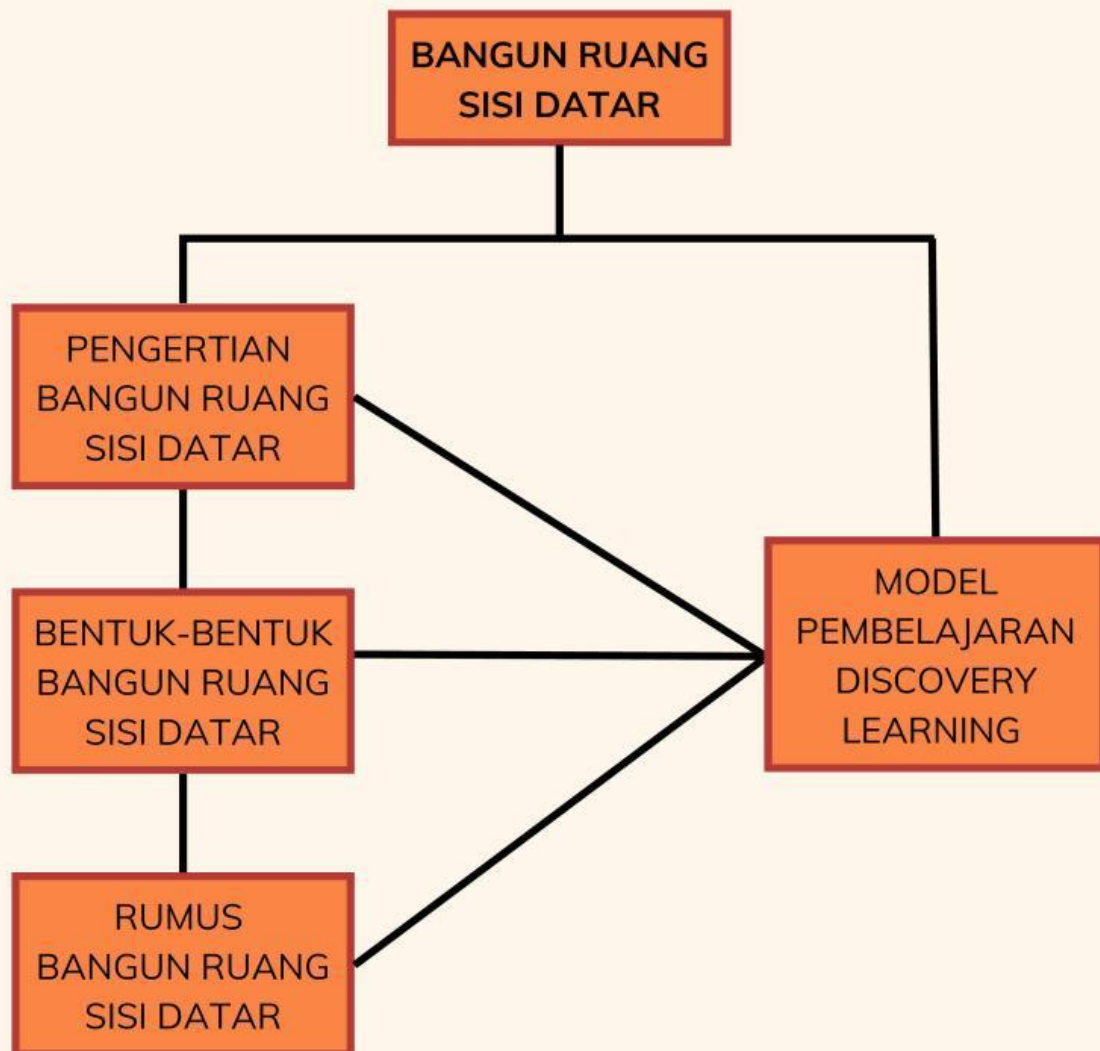 BANGUN RUANG
SISI DATAR
PENGERTIAN
BANGUN RUANG
SISI DATAR
BENTUK-BENTUK
BANGUN RUANG
SISI DATAR
RUMUS
BANGUN RUANG
SISI DATAR
MODEL
PEMBELAJARAN
DISCOVERY
LEARNING